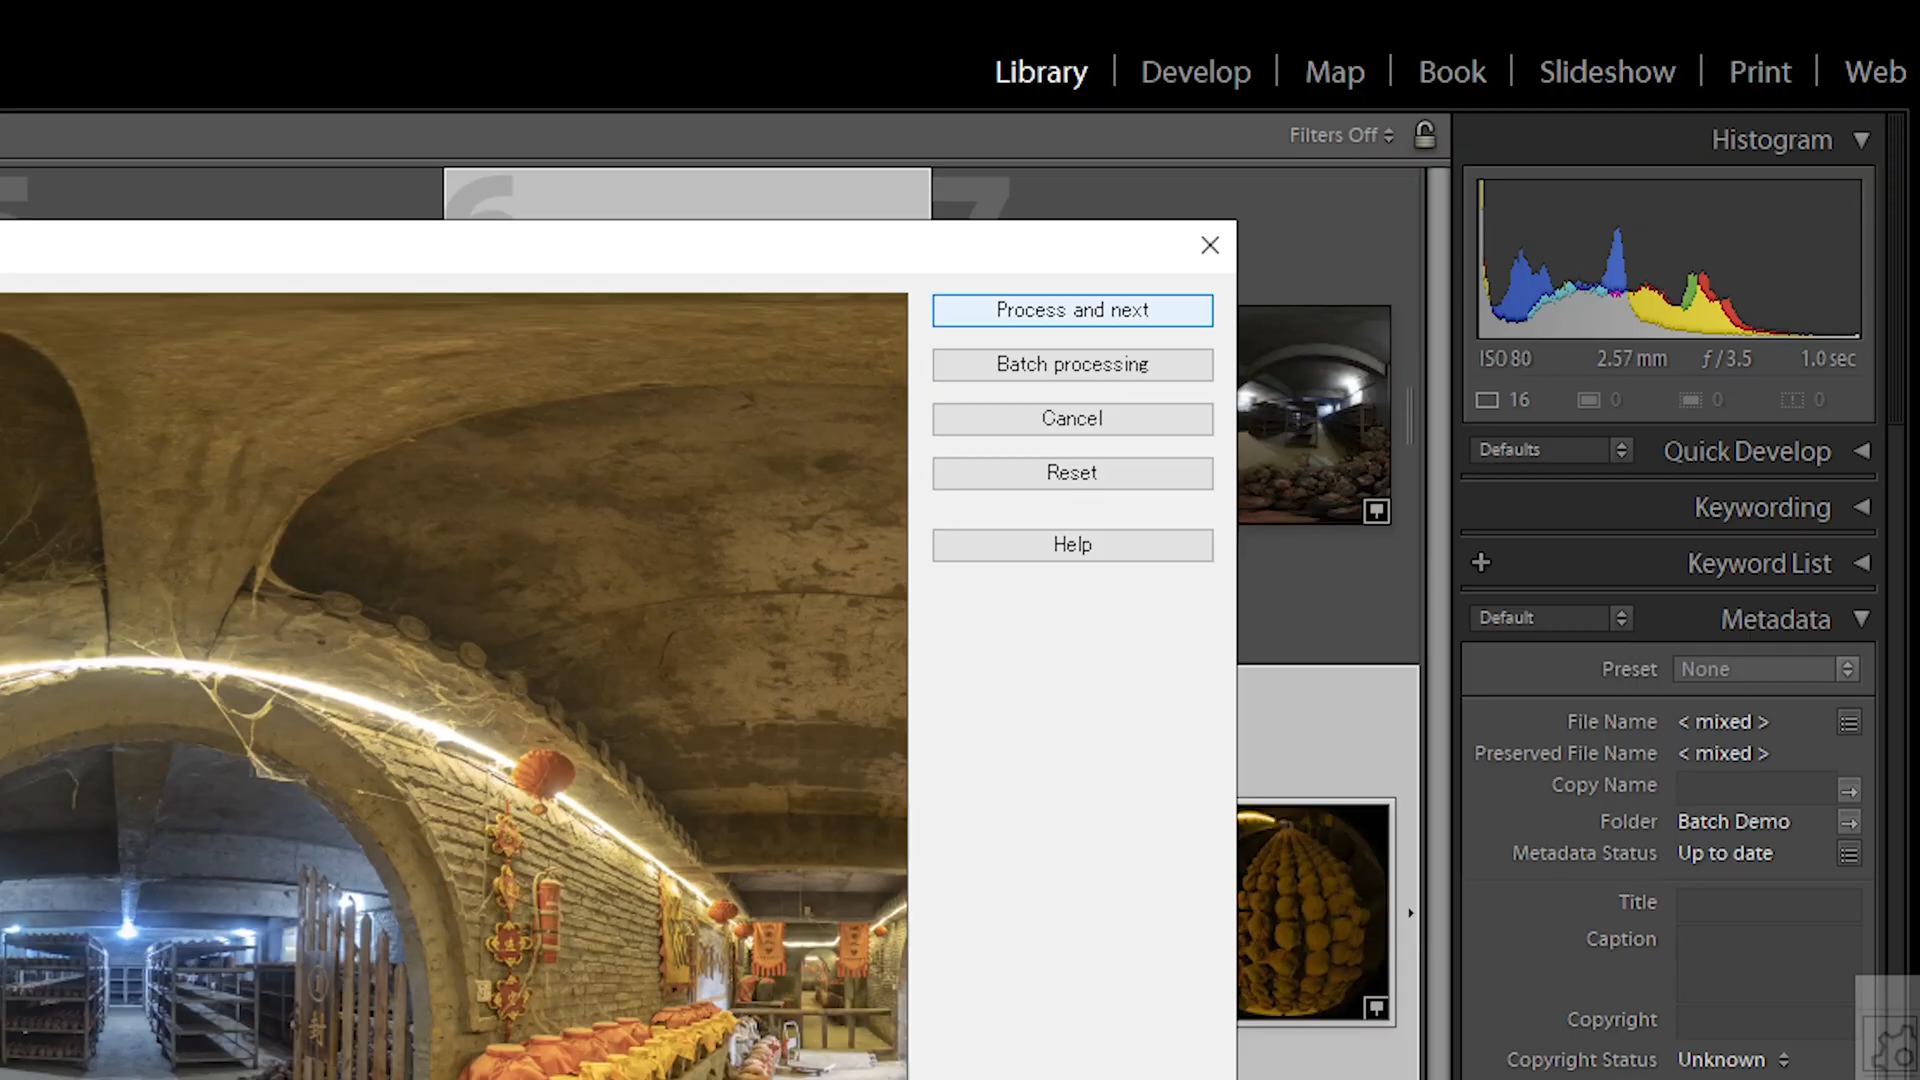 Library | Develop | Map | Book | Slideshow | Print | Web
Filters Off
Histogram
6
7
Process and next
Batch processing
Cancel
Reset
Help
ISO 80 2.57 mm ƒ / 3.5 1.0 sec
16 0 0 0
Defaults Quick Develop
Keywording
+ Keyword List
Default Metadata
Preset None
File Name < mixed >
Preserved File Name < mixed >
Copy Name
Folder Batch Demo
Metadata Status Up to date
Title
Caption
Copyright
Copyright Status Unknown
封